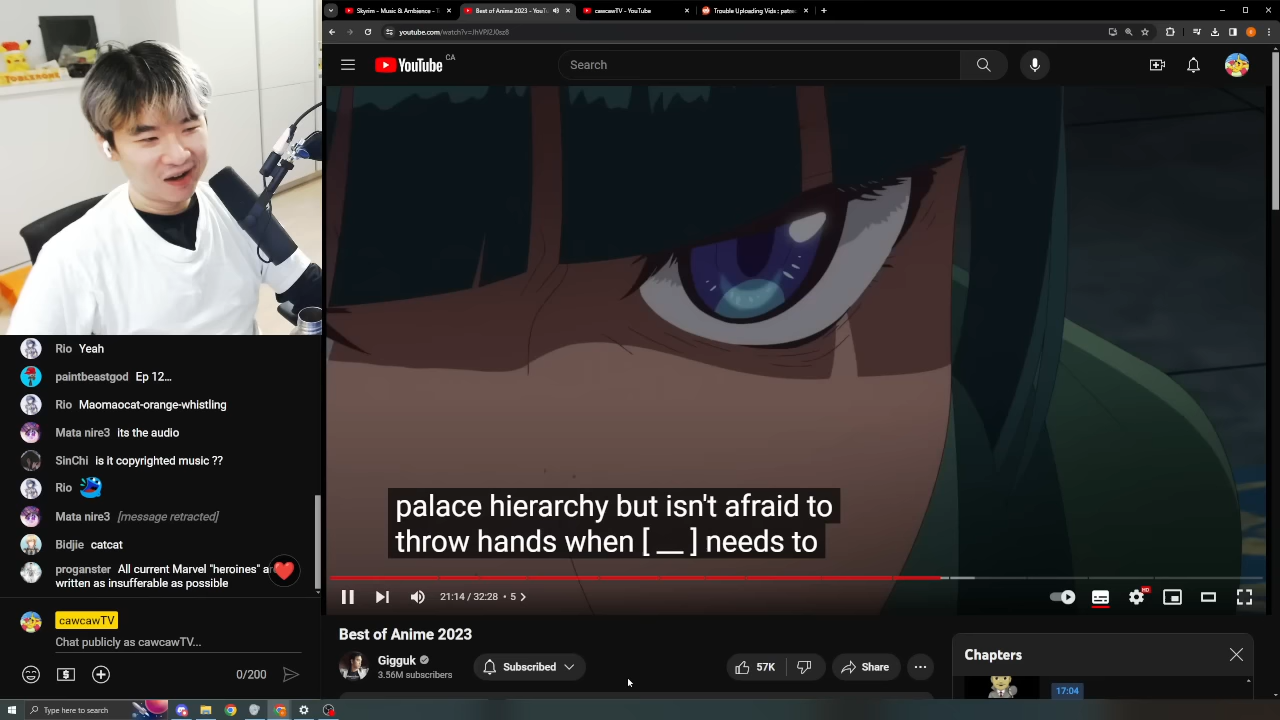 TUBLERONE
Skyrim - Music & Ambience - T
Best of Anime 2023 - YouTu
cawcawTV - YouTube
Trouble Uploading Vids : patre
youtube.com/watch?v=JhVPJ2J0sz8
YouTube CA
Search
palace hierarchy but isn't afraid to
throw hands when [ __ ] needs to
21:14 / 32:28 • 5
HD
Best of Anime 2023
Gigguk
3.56M subscribers
Subscribed
57K
Share
Chapters
17:04
Rio Yeah
paintbeastgod Ep 12...
Rio Maomaocat-orange-whistling
Mata nire3 its the audio
SinChi is it copyrighted music ??
Rio
Mata nire3 [message retracted]
Bidjie catcat
proganster All current Marvel "heroines" a
written as insufferable as possible
cawcawTV
Chat publicly as cawcawTV...
0/200
Type here to search